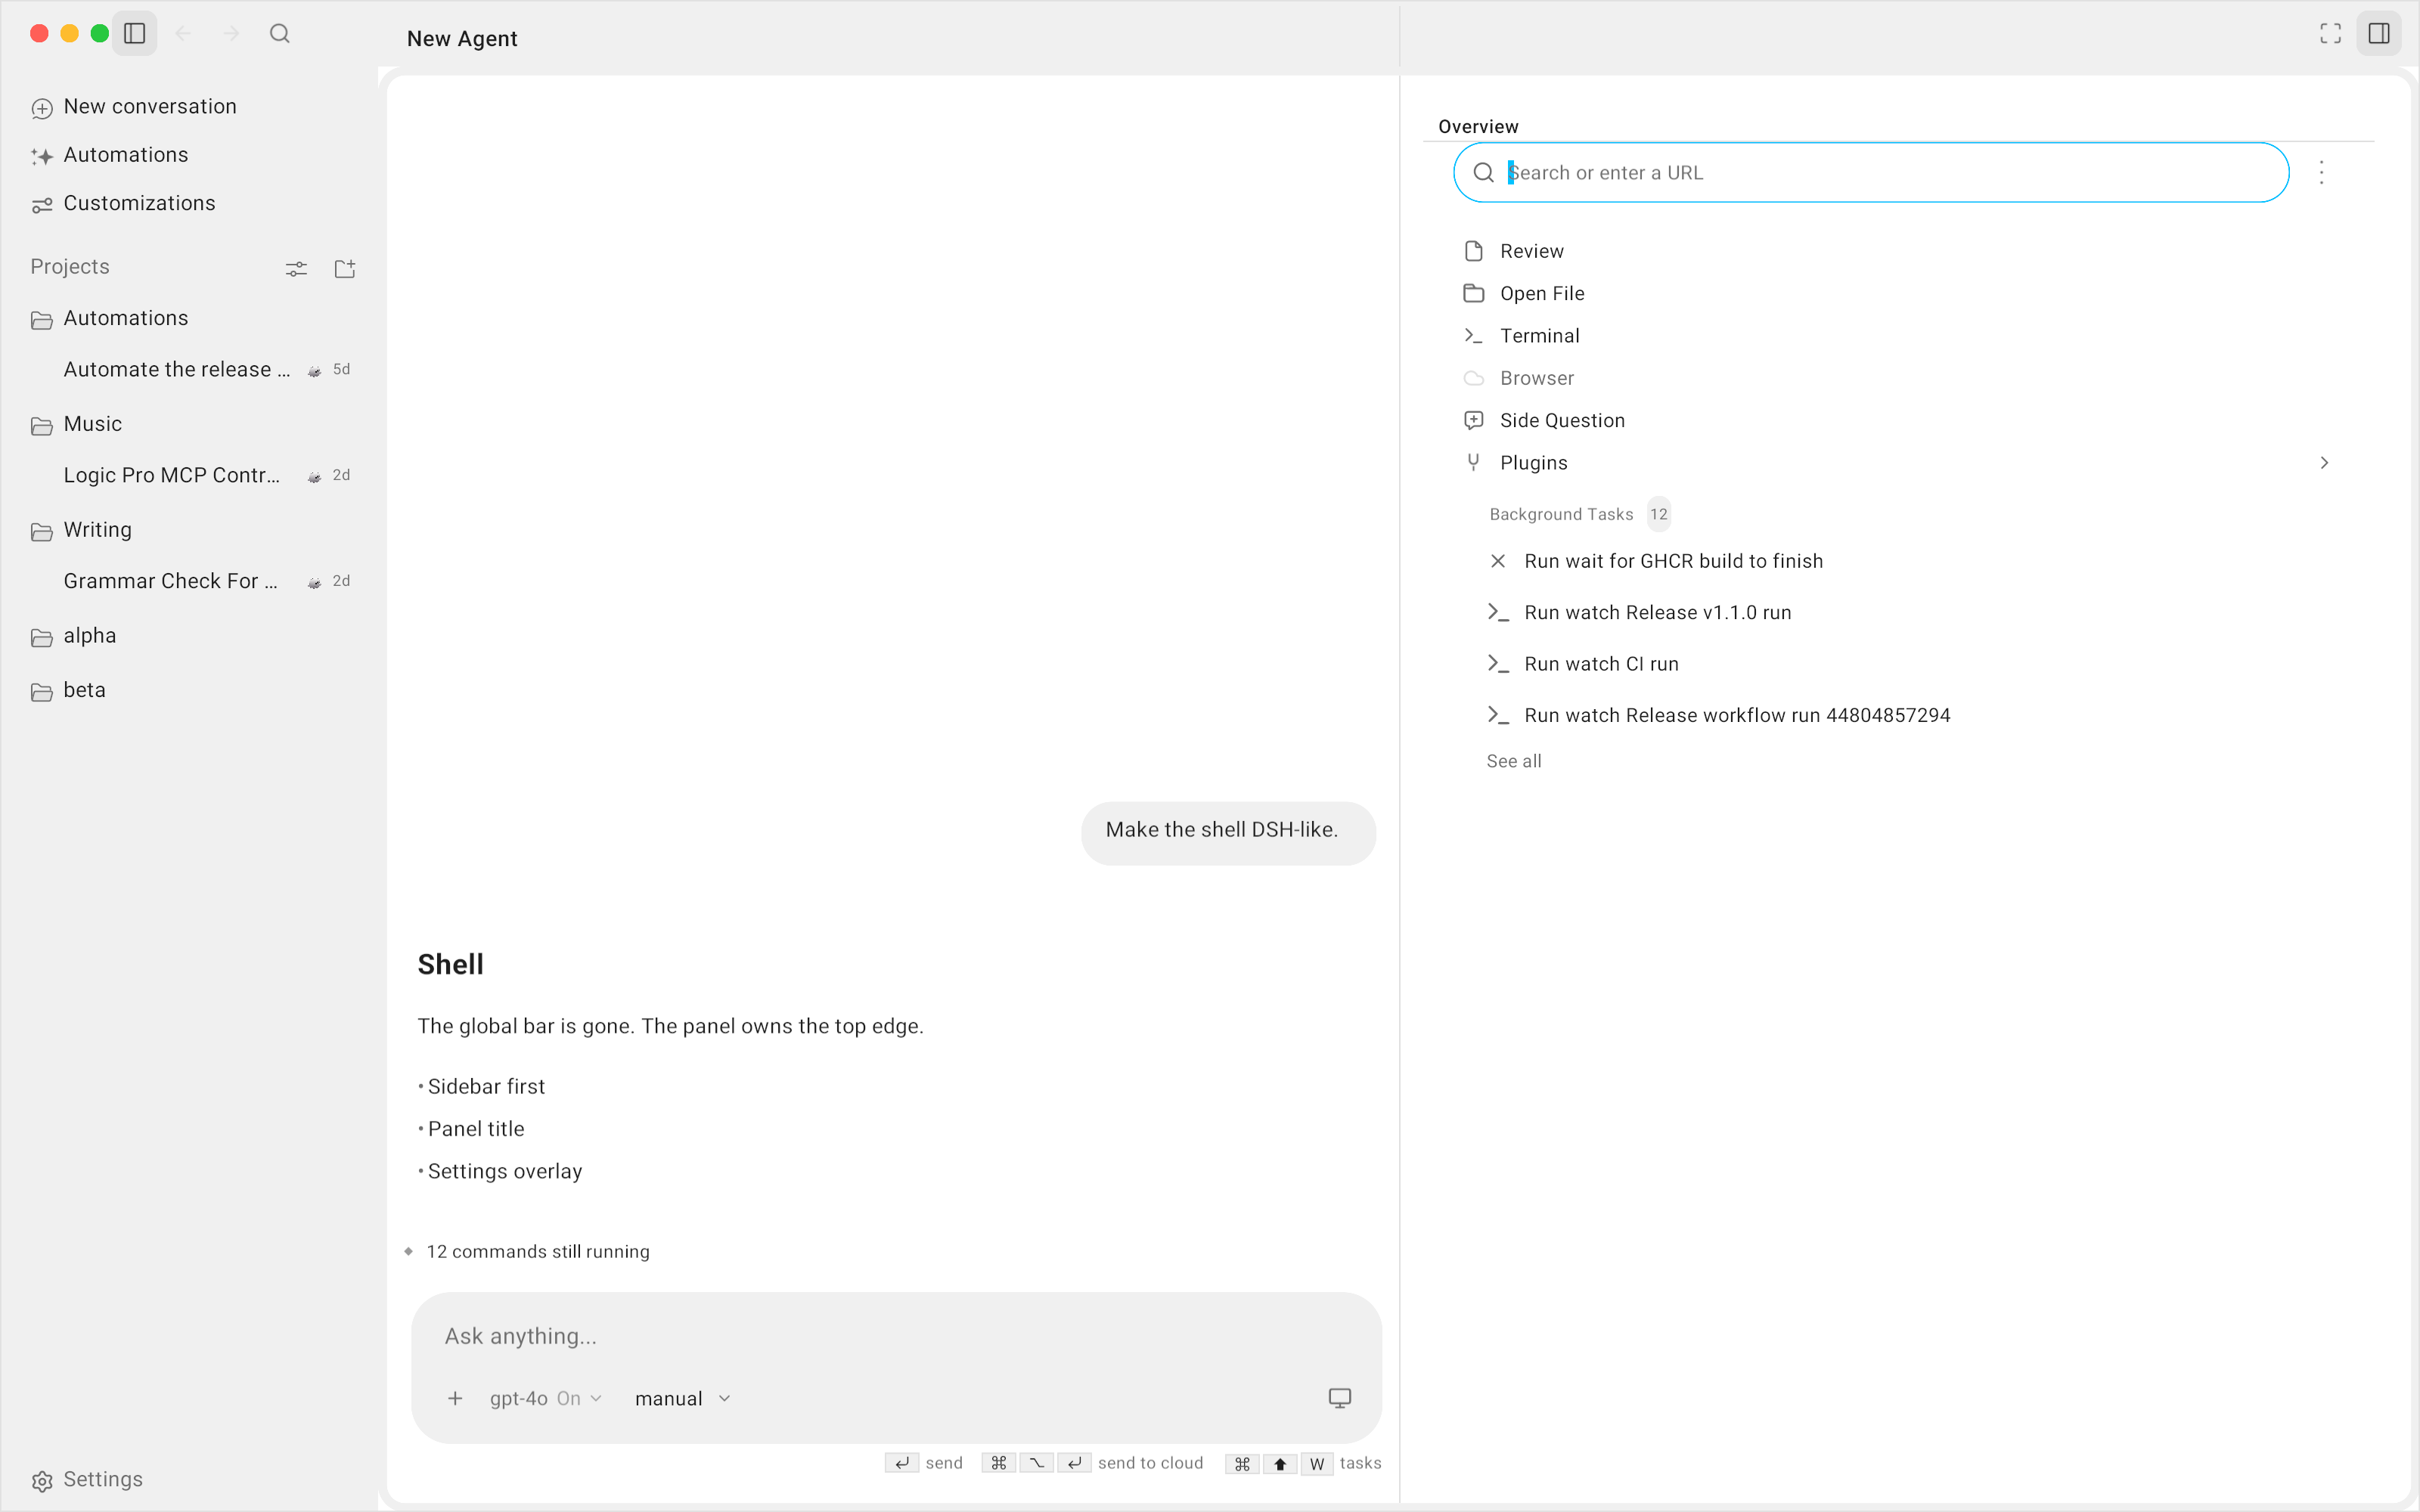 New Agent
New conversation
Automations
Customizations
Projects
Automations
Automate the release ... 5d
Music
Logic Pro MCP Contr... 2d
Writing
Grammar Check For ... 2d
alpha
beta
Settings
Make the shell DSH-like.
Shell
The global bar is gone. The panel owns the top edge.
• Sidebar first
• Panel title
• Settings overlay
12 commands still running
Ask anything...
gpt-4o On manual
send send to cloud W tasks
Overview
Search or enter a URL
Review
Open File
Terminal
Browser
Side Question
Plugins
Background Tasks 12
Run wait for GHCR build to finish
Run watch Release v1.1.0 run
Run watch CI run
Run watch Release workflow run 44804857294
See all